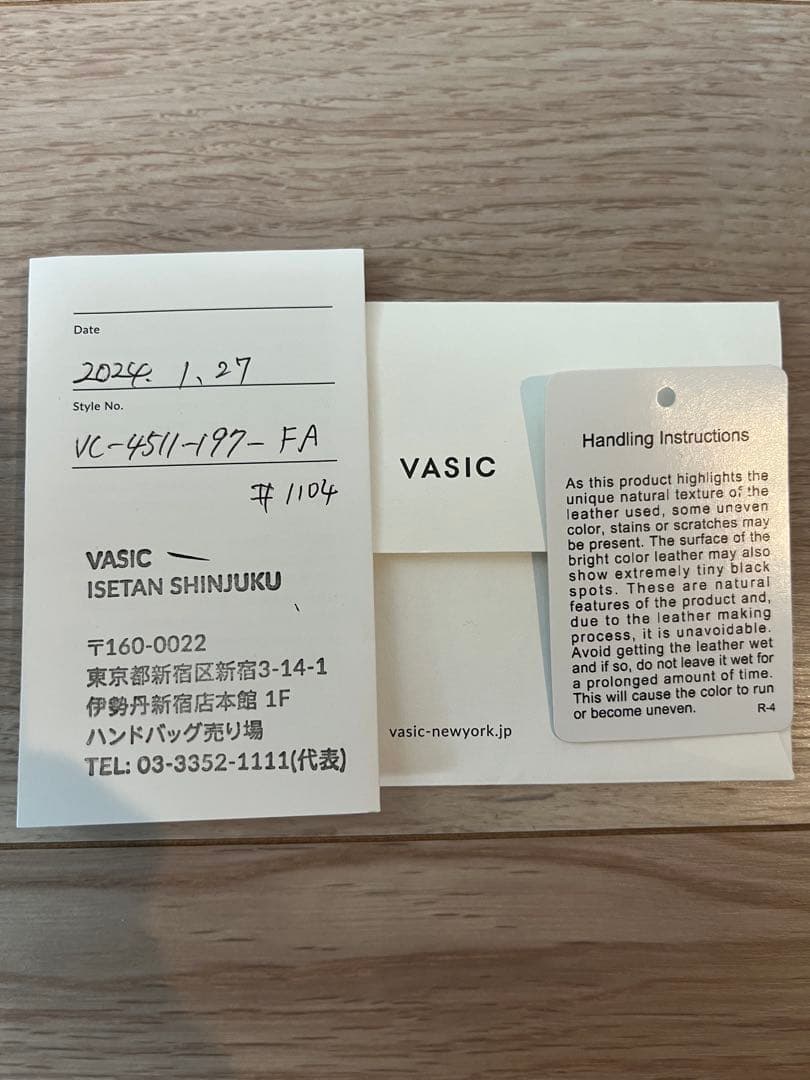 Date
2024. 1. 27
Style No.
VC-4511-197-FA
#1104
VASIC
ISETAN SHINJUKU
〒160-0022
東京都新宿区新宿3-14-1
伊勢丹新宿店本館 1F
ハンドバッグ売り場
TEL: 03-3352-1111(代表)
VASIC
vasic-newyork.jp
Handling Instructions
As this product highlights the
unique natural texture of the
leather used, some uneven
color, stains or scratches may
be present. The surface of the
bright color leather may also
show extremely tiny black
spots. These are natural
features of the product and,
due to the leather making
process, it is unavoidable.
Avoid getting the leather wet
and if so, do not leave it wet for
a prolonged amount of time.
This will cause the color to run
or become uneven.
R-4